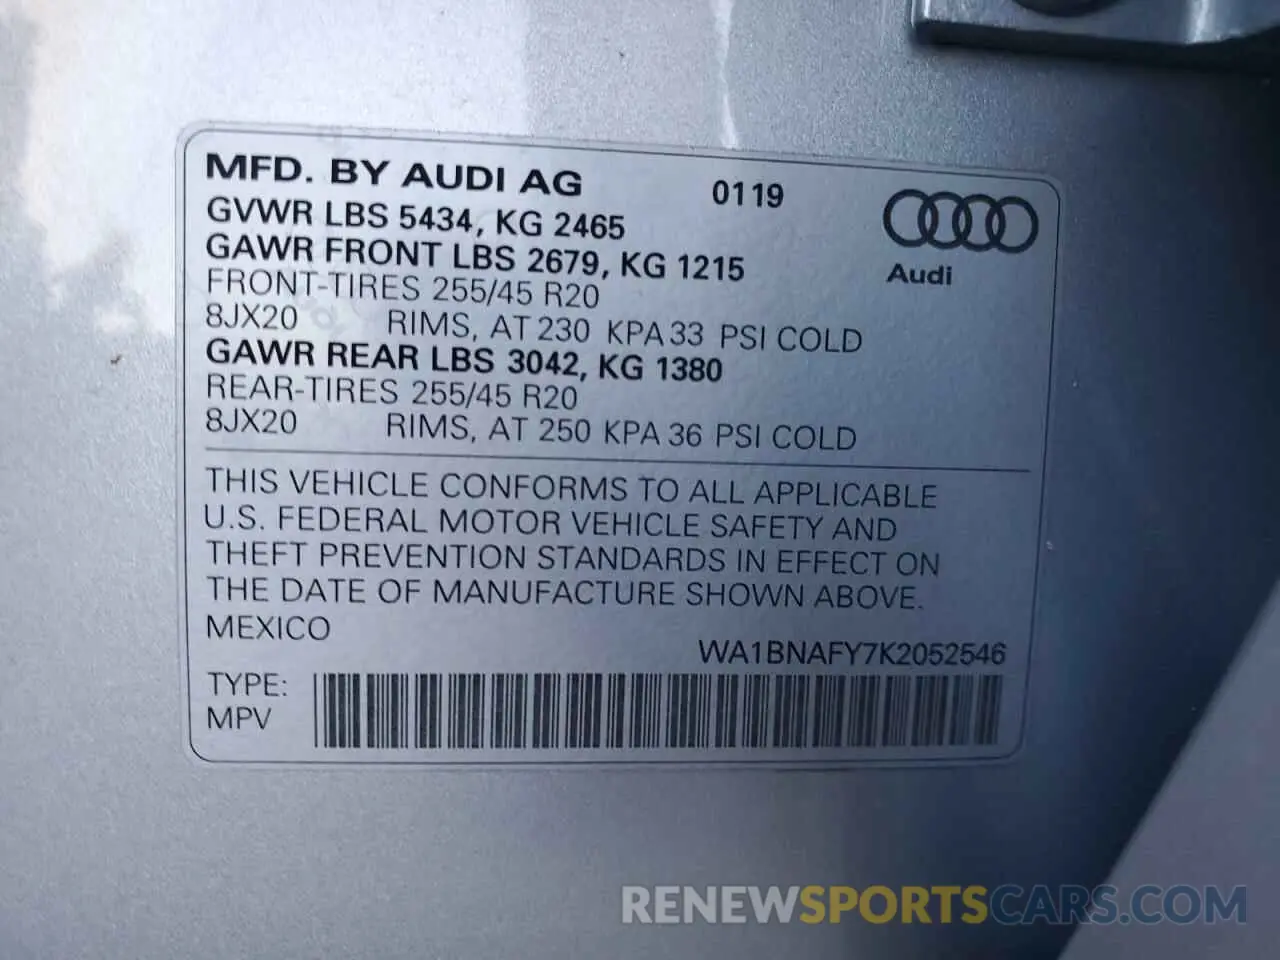 MFD. BY AUDI AG 0119
GVWR LBS 5434, KG 2465
GAWR FRONT LBS 2679, KG 1215
Audi
FRONT-TIRES 255/45 R20
8JX20 RIMS, AT 230 KPA 33 PSI COLD
GAWR REAR LBS 3042, KG 1380
REAR-TIRES 255/45 R20
8JX20 RIMS, AT 250 KPA 36 PSI COLD
THIS VEHICLE CONFORMS TO ALL APPLICABLE
U.S. FEDERAL MOTOR VEHICLE SAFETY AND
THEFT PREVENTION STANDARDS IN EFFECT ON
THE DATE OF MANUFACTURE SHOWN ABOVE.
MEXICO
WA1BNAFY7K2052546
TYPE:
MPV
RENEWSPORTSCARS.COM